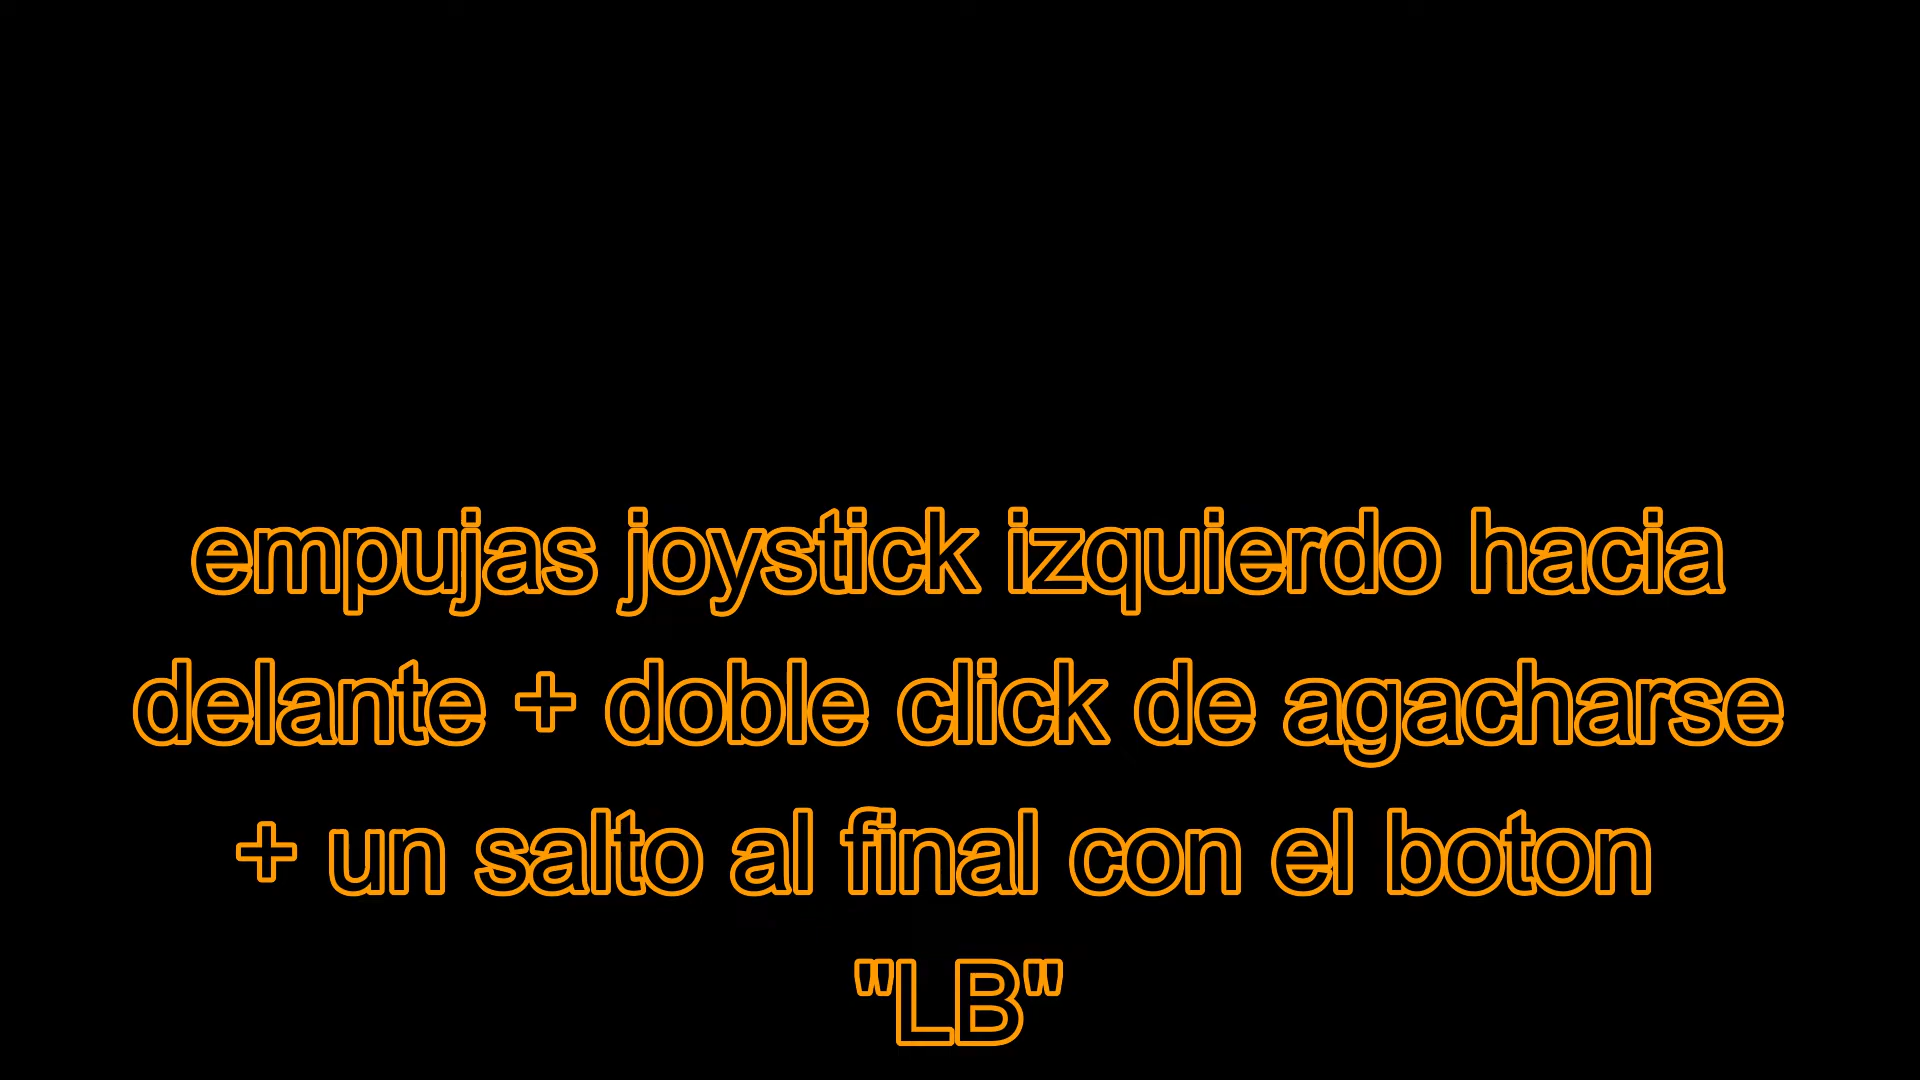 empujas joystick izquierdo hacia
delante + doble click de agacharse
+ un salto al final con el boton
"LB"